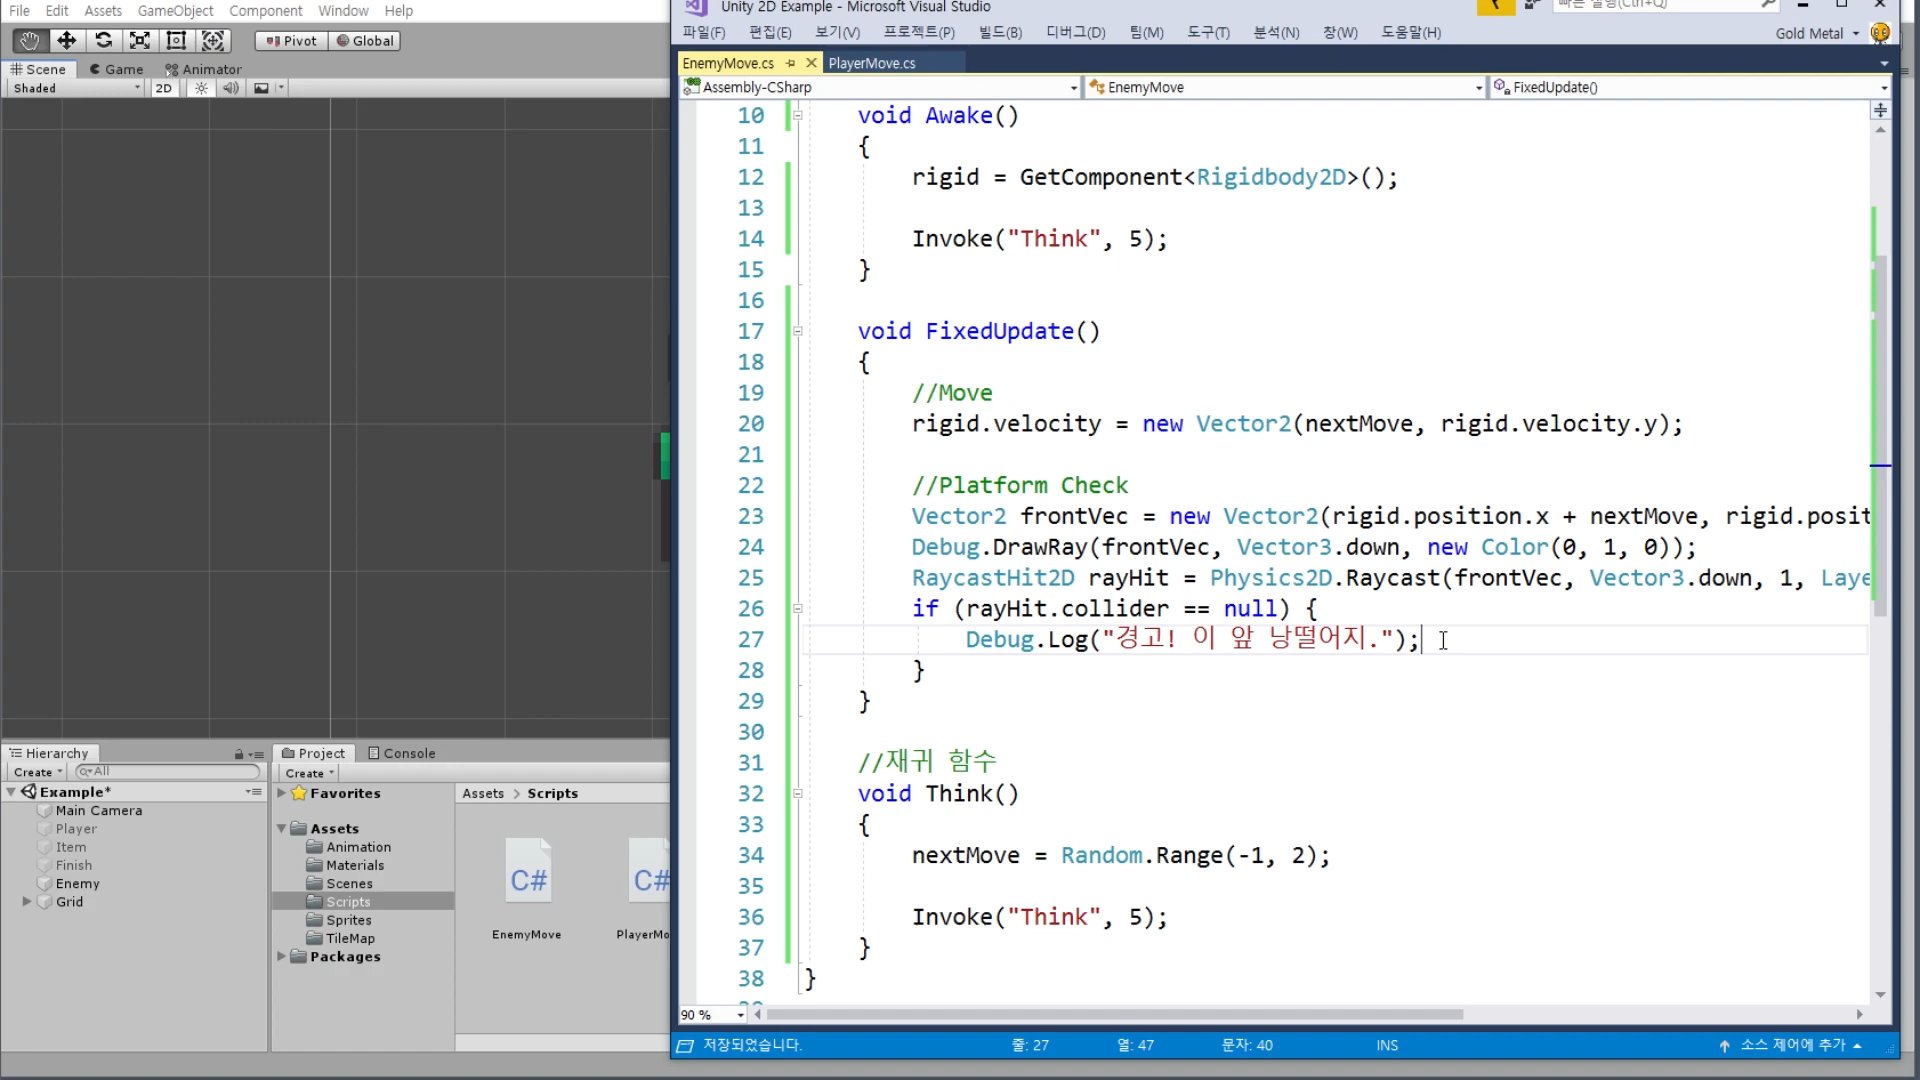 File Edit Assets GameObject Component Window Help
Pivot Global
Scene Game Animator
Shaded 2D
Hierarchy
Create All
Example*
Main Camera
Player
Item
Finish
Enemy
Grid
Project Console
Create
Favorites
Assets
Animation
Materials
Scenes
Scripts
Sprites
TileMap
Packages
Assets > Scripts
C# C#
EnemyMove PlayerMo
Unity 2D Example - Microsoft Visual Studio
빠른 실행(Ctrl+Q)
파일(F) 편집(E) 보기(V) 프로젝트(P) 빌드(B) 디버그(D) 팀(M) 도구(T) 분석(N) 창(W) 도움말(H) Gold Metal
EnemyMove.cs PlayerMove.cs
Assembly-CSharp EnemyMove FixedUpdate()
10 void Awake()
11 {
12 rigid = GetComponent<Rigidbody2D>();
13
14 Invoke("Think", 5);
15 }
16
17 void FixedUpdate()
18 {
19 //Move
20 rigid.velocity = new Vector2(nextMove, rigid.velocity.y);
21
22 //Platform Check
23 Vector2 frontVec = new Vector2(rigid.position.x + nextMove, rigid.posit
24 Debug.DrawRay(frontVec, Vector3.down, new Color(0, 1, 0));
25 RaycastHit2D rayHit = Physics2D.Raycast(frontVec, Vector3.down, 1, Laye
26 if (rayHit.collider == null) {
27 Debug.Log("경고! 이 앞 낭떨어지.");
28 }
29 }
30
31 //재귀 함수
32 void Think()
33 {
34 nextMove = Random.Range(-1, 2);
35
36 Invoke("Think", 5);
37 }
38 }
90 %
저장되었습니다. 줄: 27 열: 47 문자: 40 INS 소스 제어에 추가